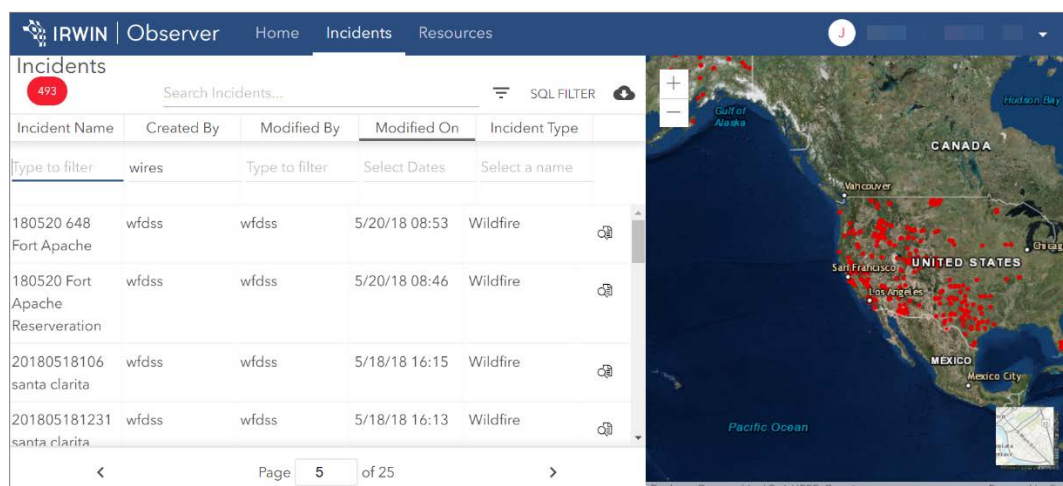 IRWIN | Observer Home Incidents Resources J
Incidents
493
Search Incidents... SQL FILTER
Incident Name Created By Modified By Modified On Incident Type
Type to filter wires Type to filter Select Dates Select a name
180520 648 wfdss wfdss 5/20/18 08:53 Wildfire
Fort Apache
180520 Fort wfdss wfdss 5/20/18 08:46 Wildfire
Apache
Reserveration
20180518106 wfdss wfdss 5/18/18 16:15 Wildfire
santa clarita
201805181231 wfdss wfdss 5/18/18 16:13 Wildfire
santa clarita
< Page 5 of 25 >
+
−
Gulf of
Alaska
Hudson Bay
CANADA
Vancouver
Chicag
UNITED STATES
San Francisco
Los Angeles
MÉXICO
Mexico City
Pacific Ocean